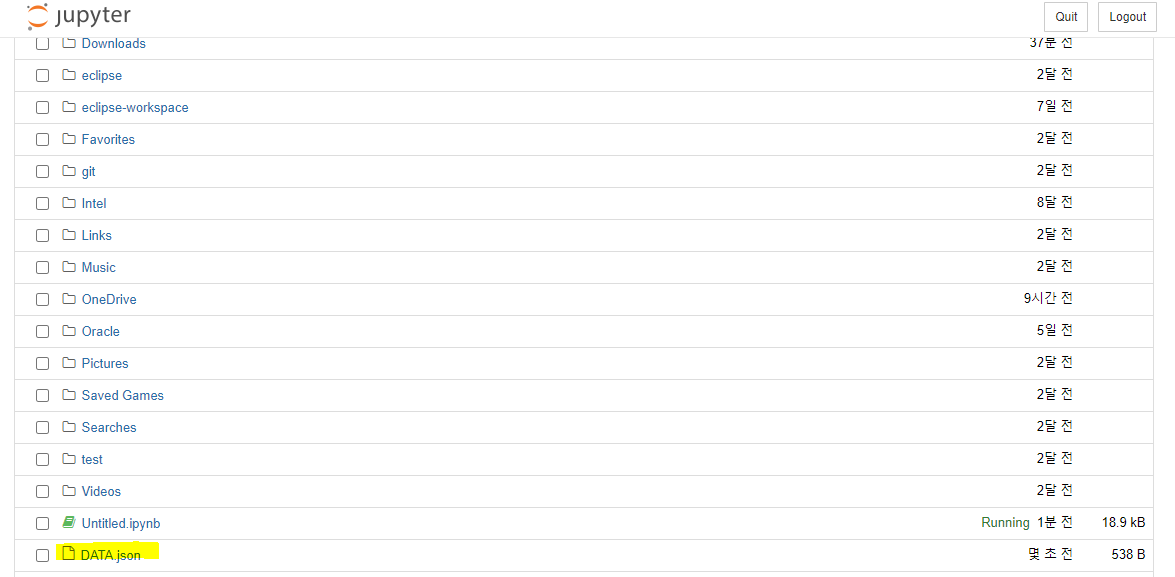 jupyter Quit Logout
Downloads 37분 전
eclipse 2달 전
eclipse-workspace 7일 전
Favorites 2달 전
git 2달 전
Intel 8달 전
Links 2달 전
Music 2달 전
OneDrive 9시간 전
Oracle 5일 전
Pictures 2달 전
Saved Games 2달 전
Searches 2달 전
test 2달 전
Videos 2달 전
Untitled.ipynb Running 1분 전 18.9 kB
DATA.json 몇 초 전 538 B